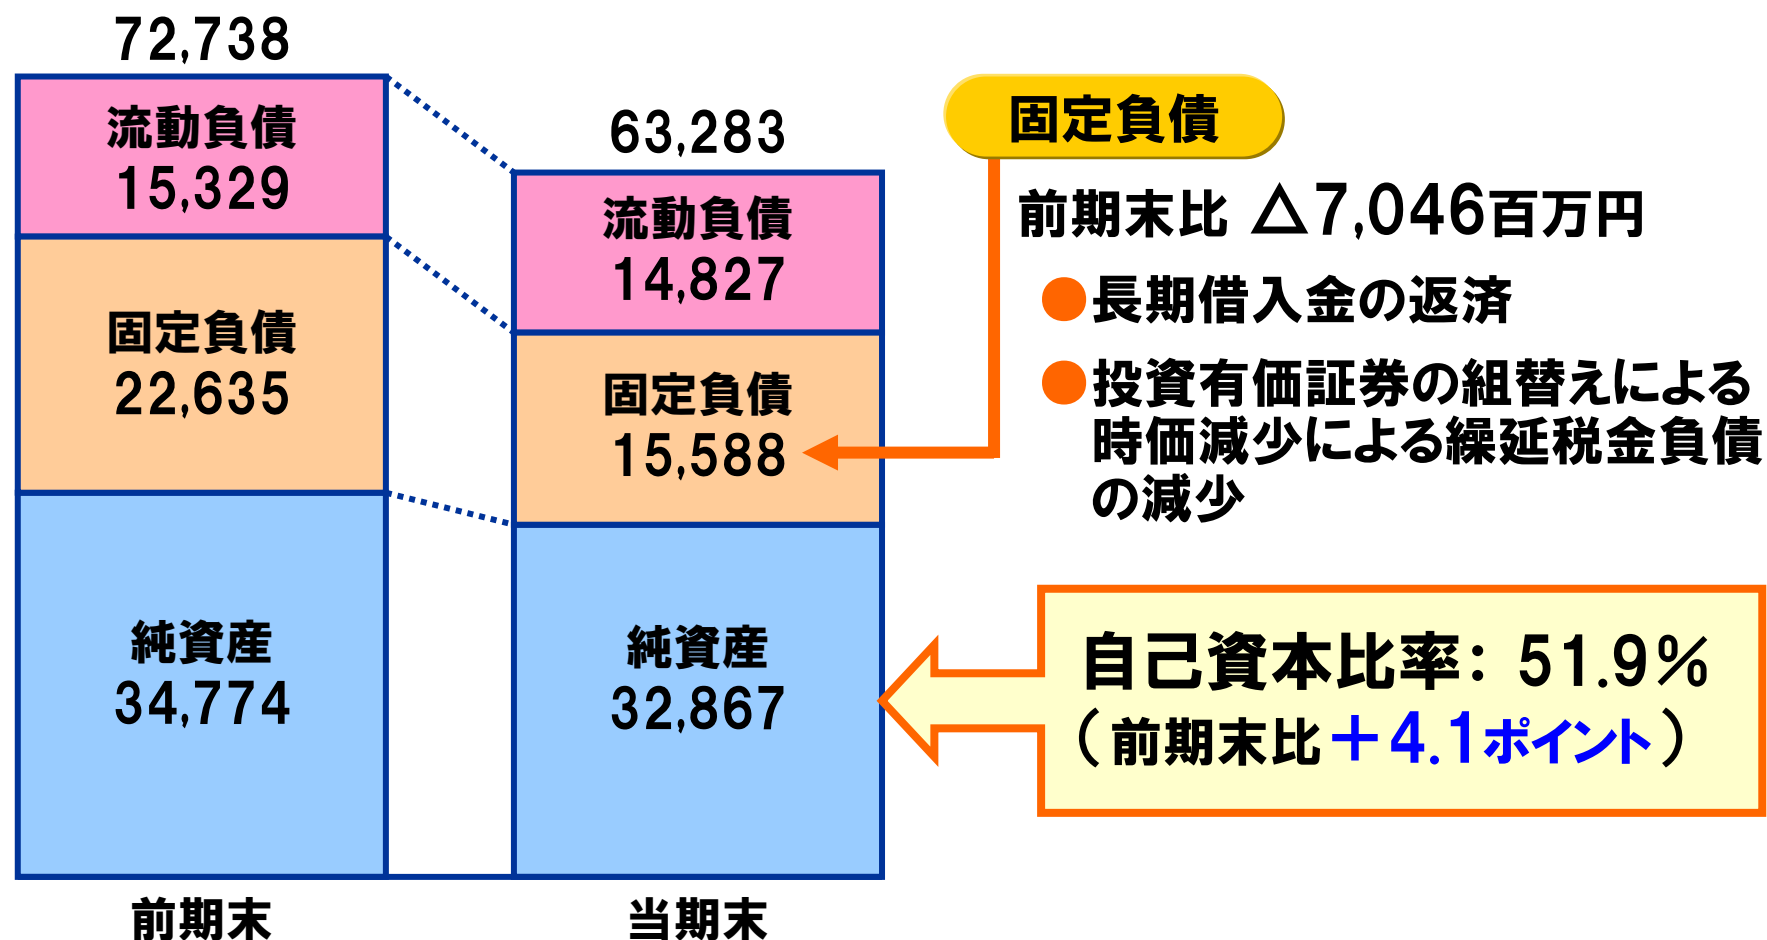 72,738
流動負債
15,329
固定負債
22,635
純資産
34,774
前期末
63,283
流動負債
14,827
固定負債
15,588
純資産
32,867
当期末
固定負債
前期末比 △7,046百万円
●長期借入金の返済
●投資有価証券の組替えによる
時価減少による繰延税金負債
の減少
自己資本比率： 51.9％
（前期末比＋4.1ポイント）